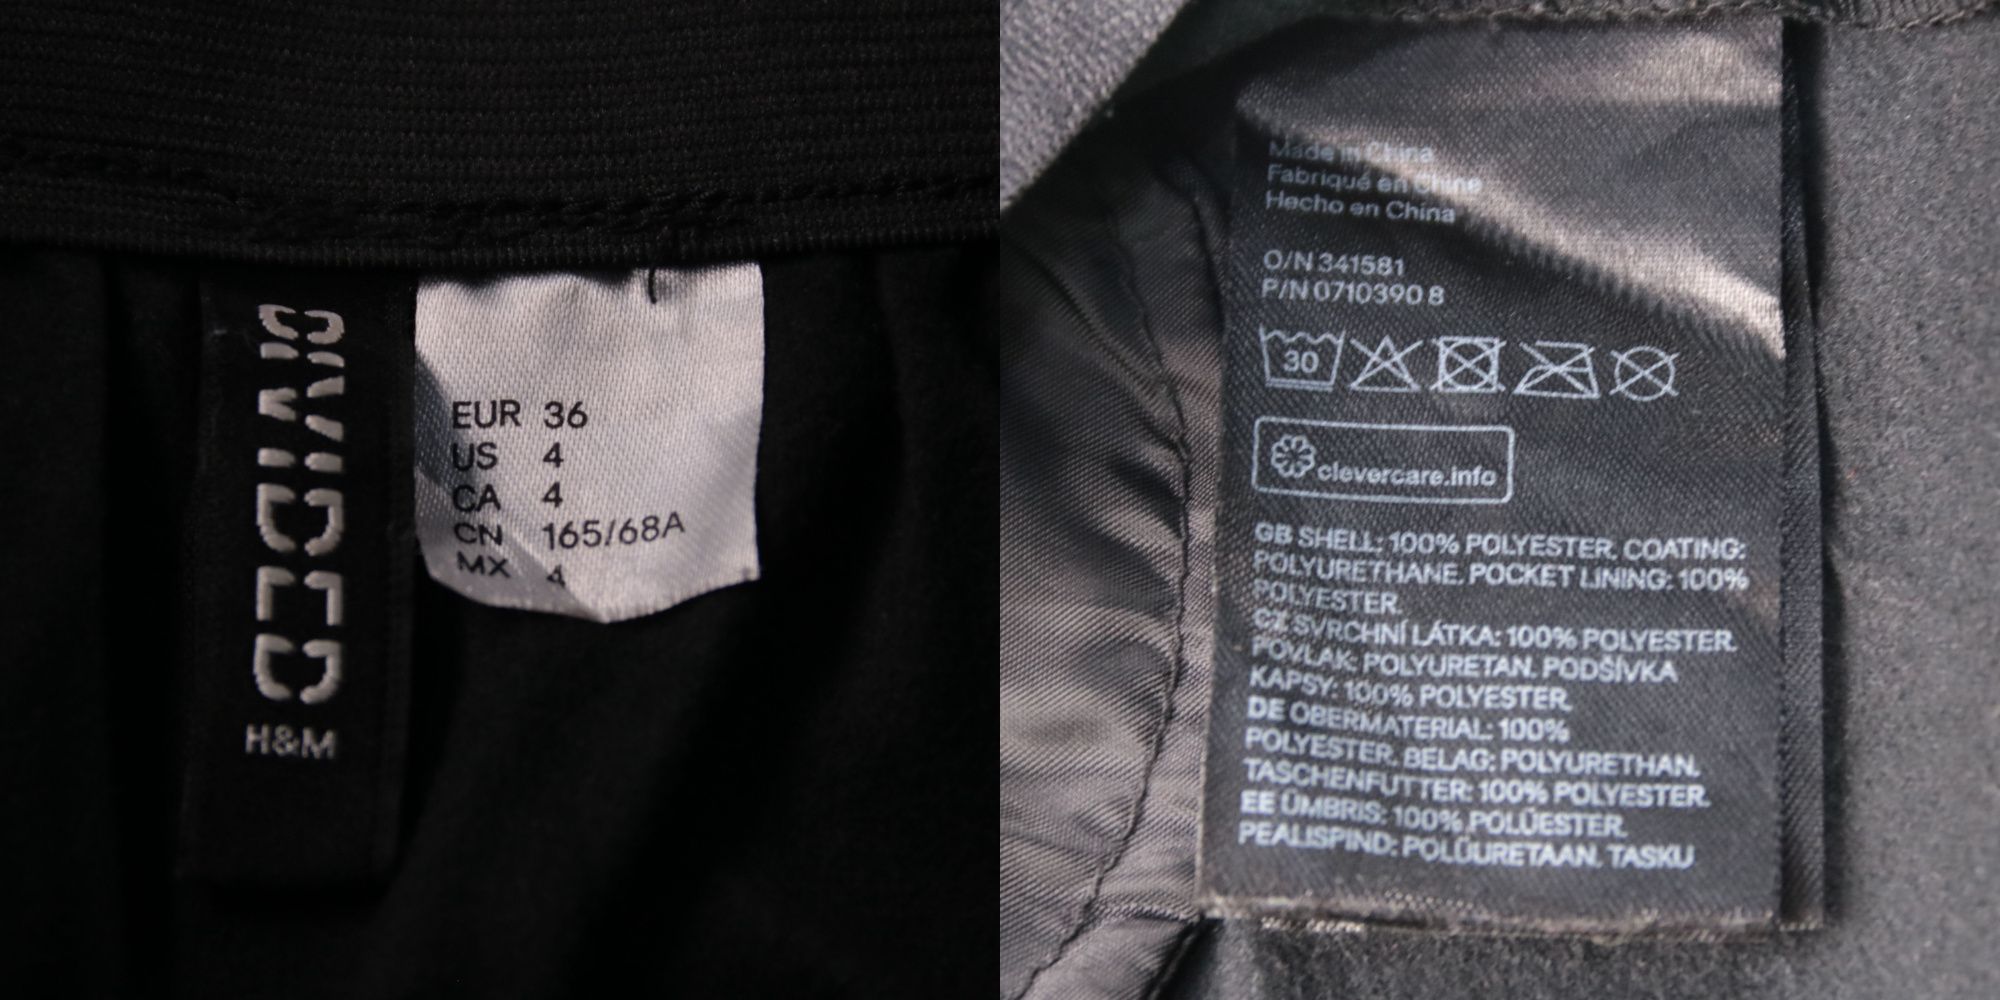 DIVIDED
H&M
EUR 36
US 4
CA 4
CN 165/68A
MX 4
Made in China
Fabriqué en Chine
Hecho en China
O/N 341581
P/N 0710390 8
30
clevercare.info
GB SHELL: 100% POLYESTER. COATING:
POLYURETHANE. POCKET LINING: 100%
POLYESTER.
CZ SVRCHNÍ LÁTKA: 100% POLYESTER.
POVLAK: POLYURETAN. PODŠÍVKA
KAPSY: 100% POLYESTER.
DE OBERMATERIAL: 100%
POLYESTER. BELAG: POLYURETHAN.
TASCHENFUTTER: 100% POLYESTER.
EE ÜMBRIS: 100% POLÜESTER.
PEALISPIND: POLÜURETAAN. TASKU